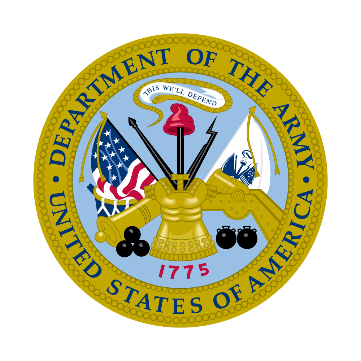 DEPARTMENT OF THE ARMY
THIS WE'LL DEFEND
1775
UNITED STATES OF AMERICA